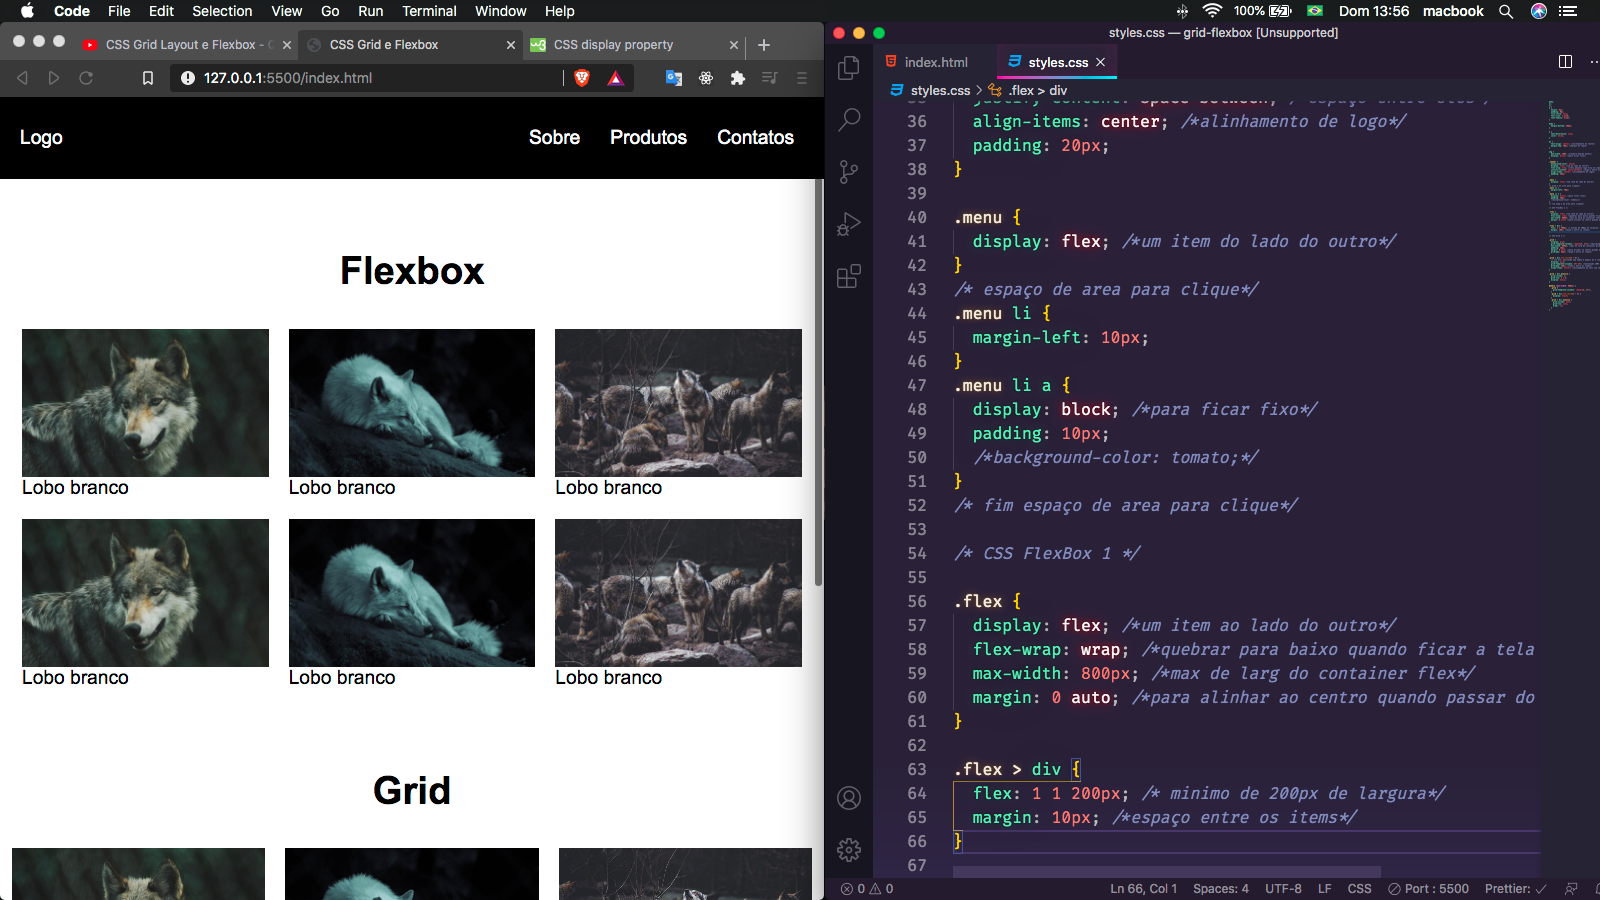 Code File Edit Selection View Go Run Terminal Window Help 100% Dom 13:56 macbook
CSS Grid Layout e Flexbox - C
CSS Grid e Flexbox
CSS display property
127.0.0.1:5500/index.html
Logo Sobre Produtos Contatos
Flexbox
Lobo branco Lobo branco Lobo branco
Lobo branco Lobo branco Lobo branco
Grid
styles.css — grid-flexbox [Unsupported]
index.html
styles.css
styles.css > .flex > div
36 align-items: center; /*alinhamento de logo*/
37 padding: 20px;
38 }
39
40 .menu {
41 display: flex; /*um item do lado do outro*/
42 }
43 /* espaço de area para clique*/
44 .menu li {
45 margin-left: 10px;
46 }
47 .menu li a {
48 display: block; /*para ficar fixo*/
49 padding: 10px;
50 /*background-color: tomato;*/
51 }
52 /* fim espaço de area para clique*/
53
54 /* CSS FlexBox 1 */
55
56 .flex {
57 display: flex; /*um item ao lado do outro*/
58 flex-wrap: wrap; /*quebrar para baixo quando ficar a tela
59 max-width: 800px; /*max de larg do container flex*/
60 margin: 0 auto; /*para alinhar ao centro quando passar do
61 }
62
63 .flex > div {
64 flex: 1 1 200px; /* minimo de 200px de largura*/
65 margin: 10px; /*espaço entre os items*/
66 }
67
0 0 Ln 66, Col 1 Spaces: 4 UTF-8 LF CSS Port : 5500 Prettier: ✓